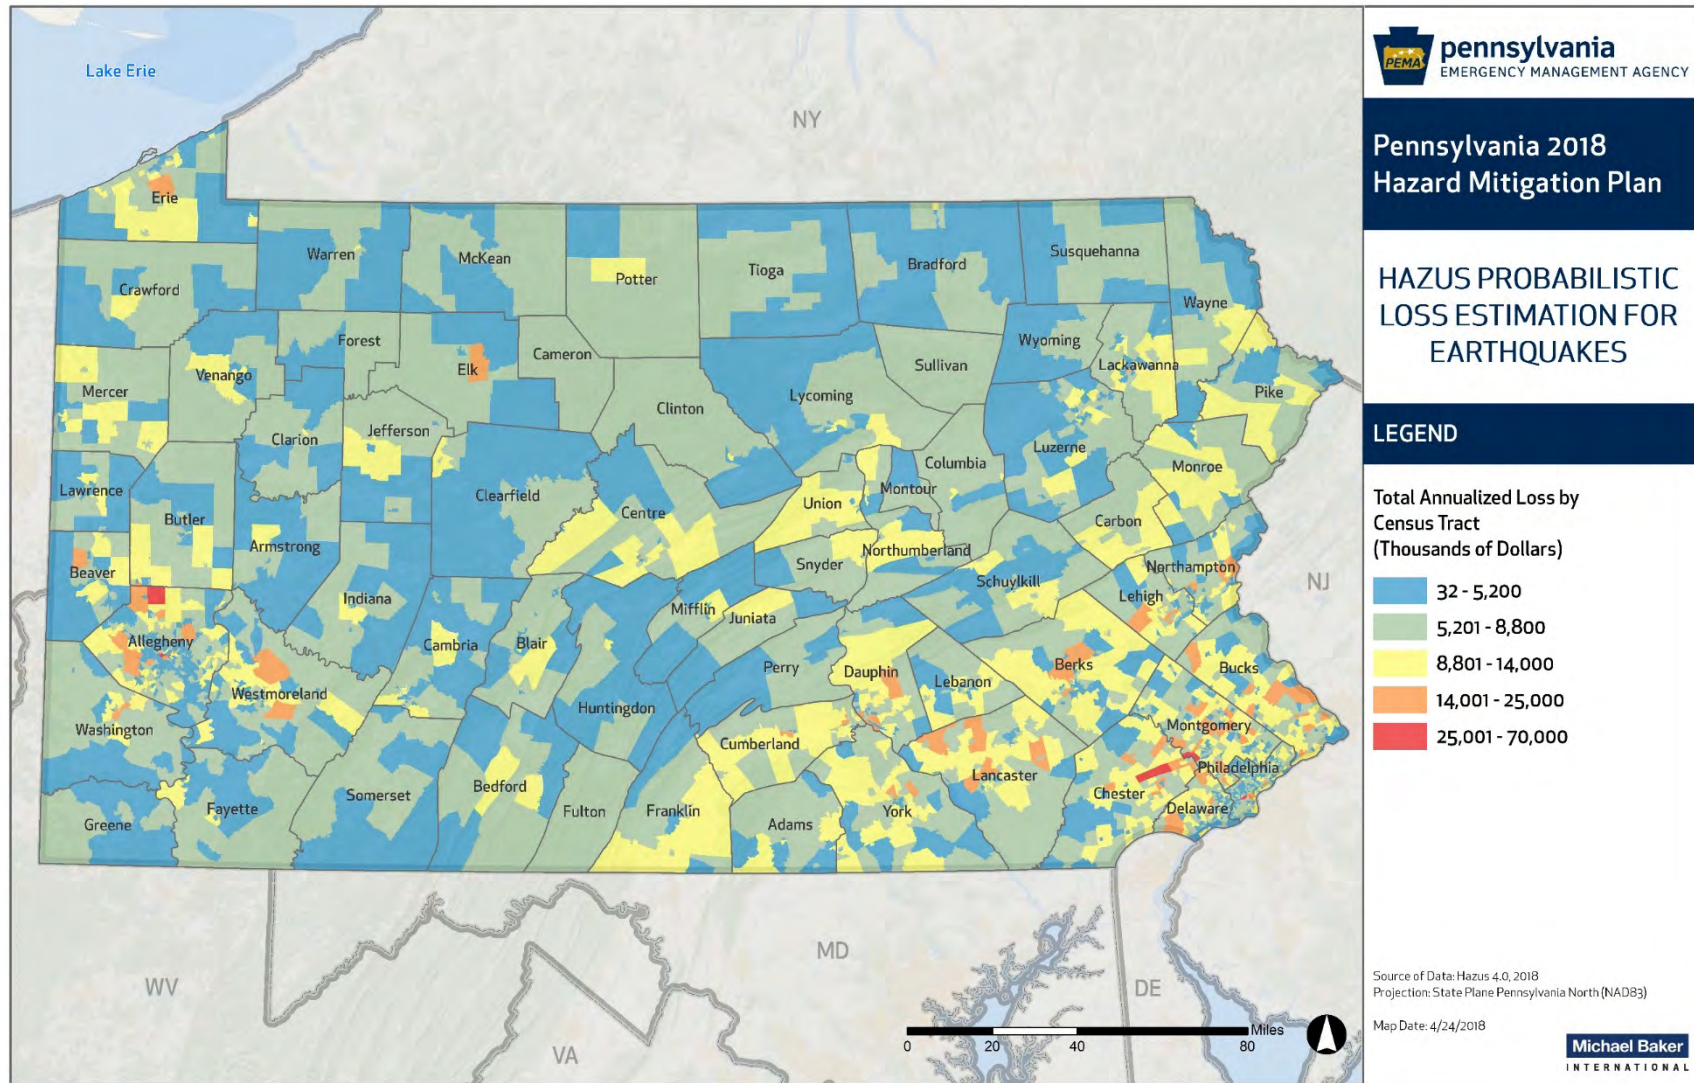 Lake Erie
NY
Erie
Warren
McKean
Potter
Tioga
Bradford
Susquehanna
Crawford
Wayne
Forest
Cameron
Wyoming
Sullivan
Lackawanna
Venango
Elk
Mercer
Lycoming
Pike
Clinton
Jefferson
Clarion
Luzerne
Columbia
Monroe
Lawrence
Clearfield
Montour
Union
Centre
Butler
Carbon
Armstrong
Northumberland
Snyder
Northampton
Beaver
Schuylkill
NJ
Indiana
Lehigh
Mifflin
Juniata
Allegheny
Cambria
Blair
Perry
Berks
Bucks
Dauphin
Lebanon
Westmoreland
Huntingdon
Washington
Montgomery
Cumberland
Philadelphia
Lancaster
Bedford
Chester
Somerset
Fayette
Fulton
Franklin
York
Delaware
Greene
Adams
MD
WV
DE
VA
Miles
0 20 40 80
PEMA
pennsylvania
EMERGENCY MANAGEMENT AGENCY
Pennsylvania 2018
Hazard Mitigation Plan
HAZUS PROBABILISTIC
LOSS ESTIMATION FOR
EARTHQUAKES
LEGEND
Total Annualized Loss by
Census Tract
(Thousands of Dollars)
32 - 5,200
5,201 - 8,800
8,801 - 14,000
14,001 - 25,000
25,001 - 70,000
Source of Data: Hazus 4.0, 2018
Projection: State Plane Pennsylvania North (NAD83)
Map Date: 4/24/2018
Michael Baker
INTERNATIONAL